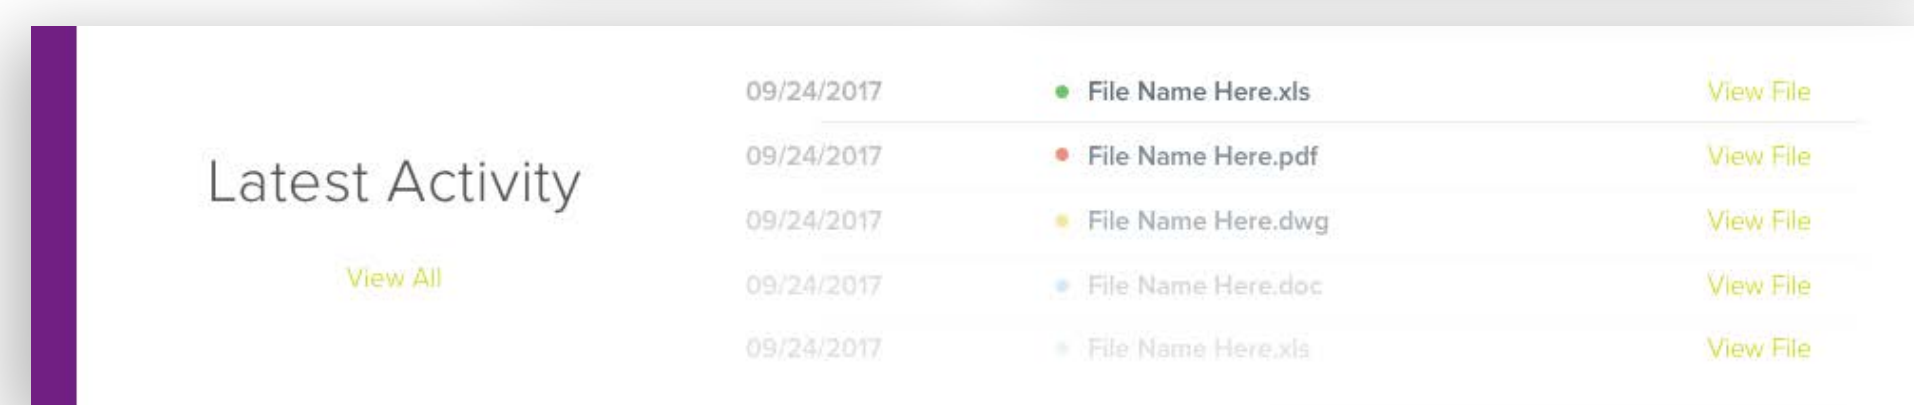 Latest Activity
View All
09/24/2017 File Name Here.xls View File
09/24/2017 File Name Here.pdf View File
09/24/2017 File Name Here.dwg View File
09/24/2017 File Name Here.doc View File
09/24/2017 File Name Here.xls View File